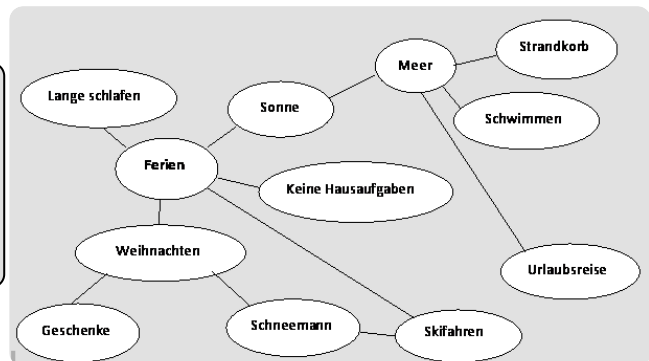 Strandkorb
Meer
Lange schlafen
Sonne
Schwimmen
Ferien
Keine Hausaufgaben
Weihnachten
Urlaubsreise
Geschenke
Schneemann
Skifahren